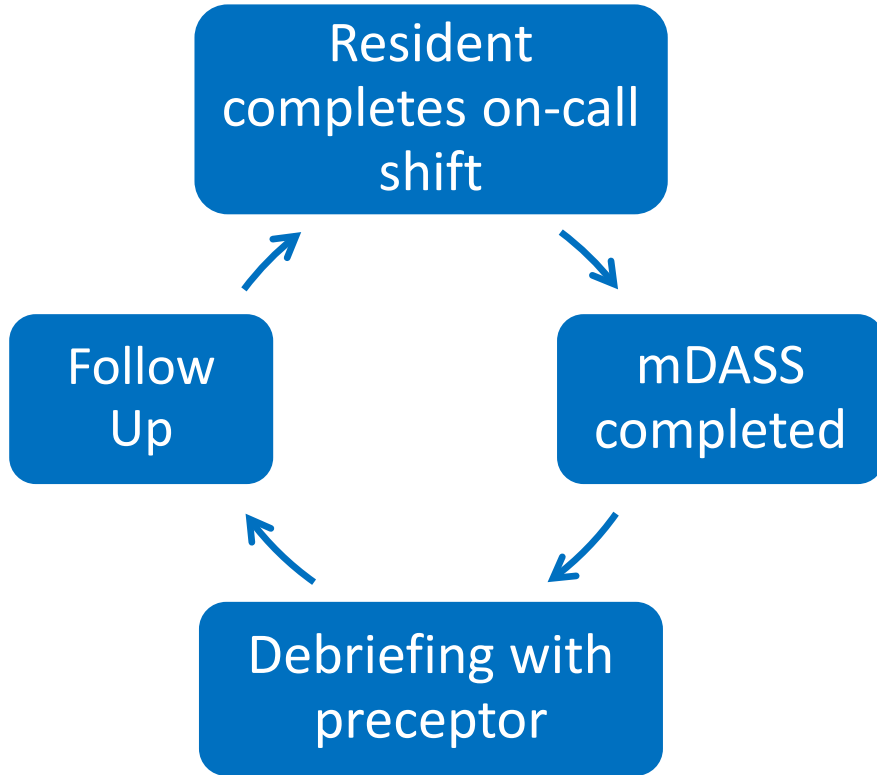 Resident
completes on-call
shift
mDASS
completed
Debriefing with
preceptor
Follow
Up